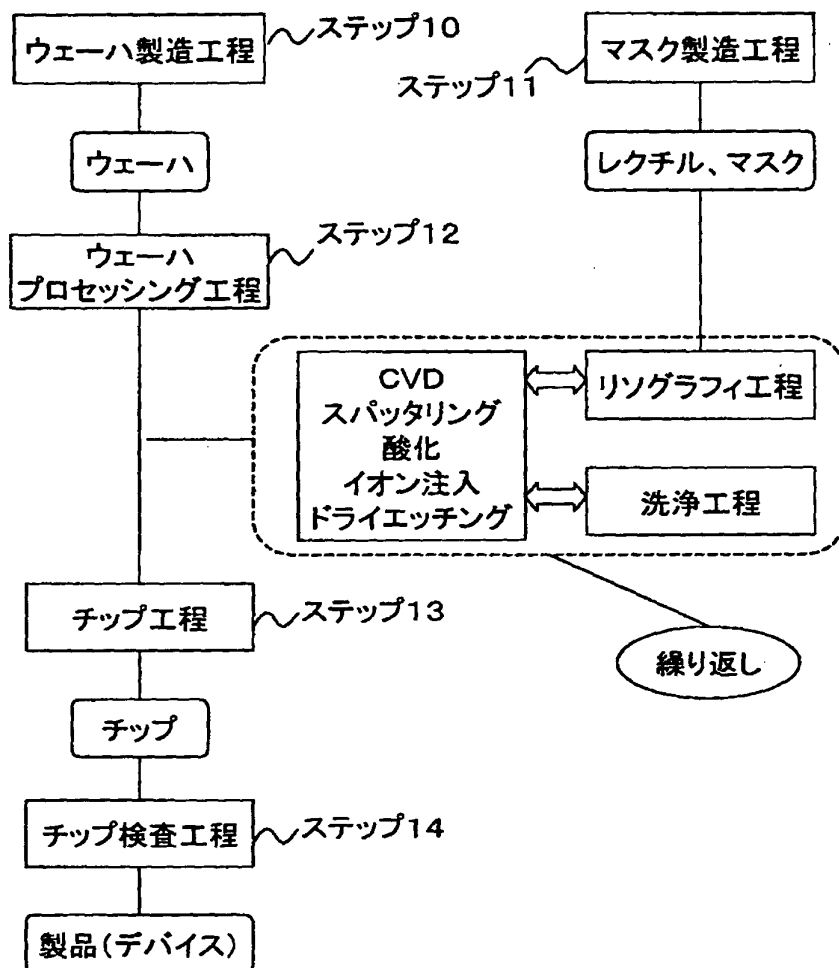 ウェーハ製造工程
ステップ10
マスク製造工程
ステップ11
ウェーハ
レクチル、マスク
ステップ12
ウェーハ
プロセッシング工程
CVD
スパッタリング
酸化
イオン注入
ドライエッチング
リソグラフィ工程
洗浄工程
チップ工程
ステップ13
繰り返し
チップ
チップ検査工程
ステップ14
製品(デバイス)